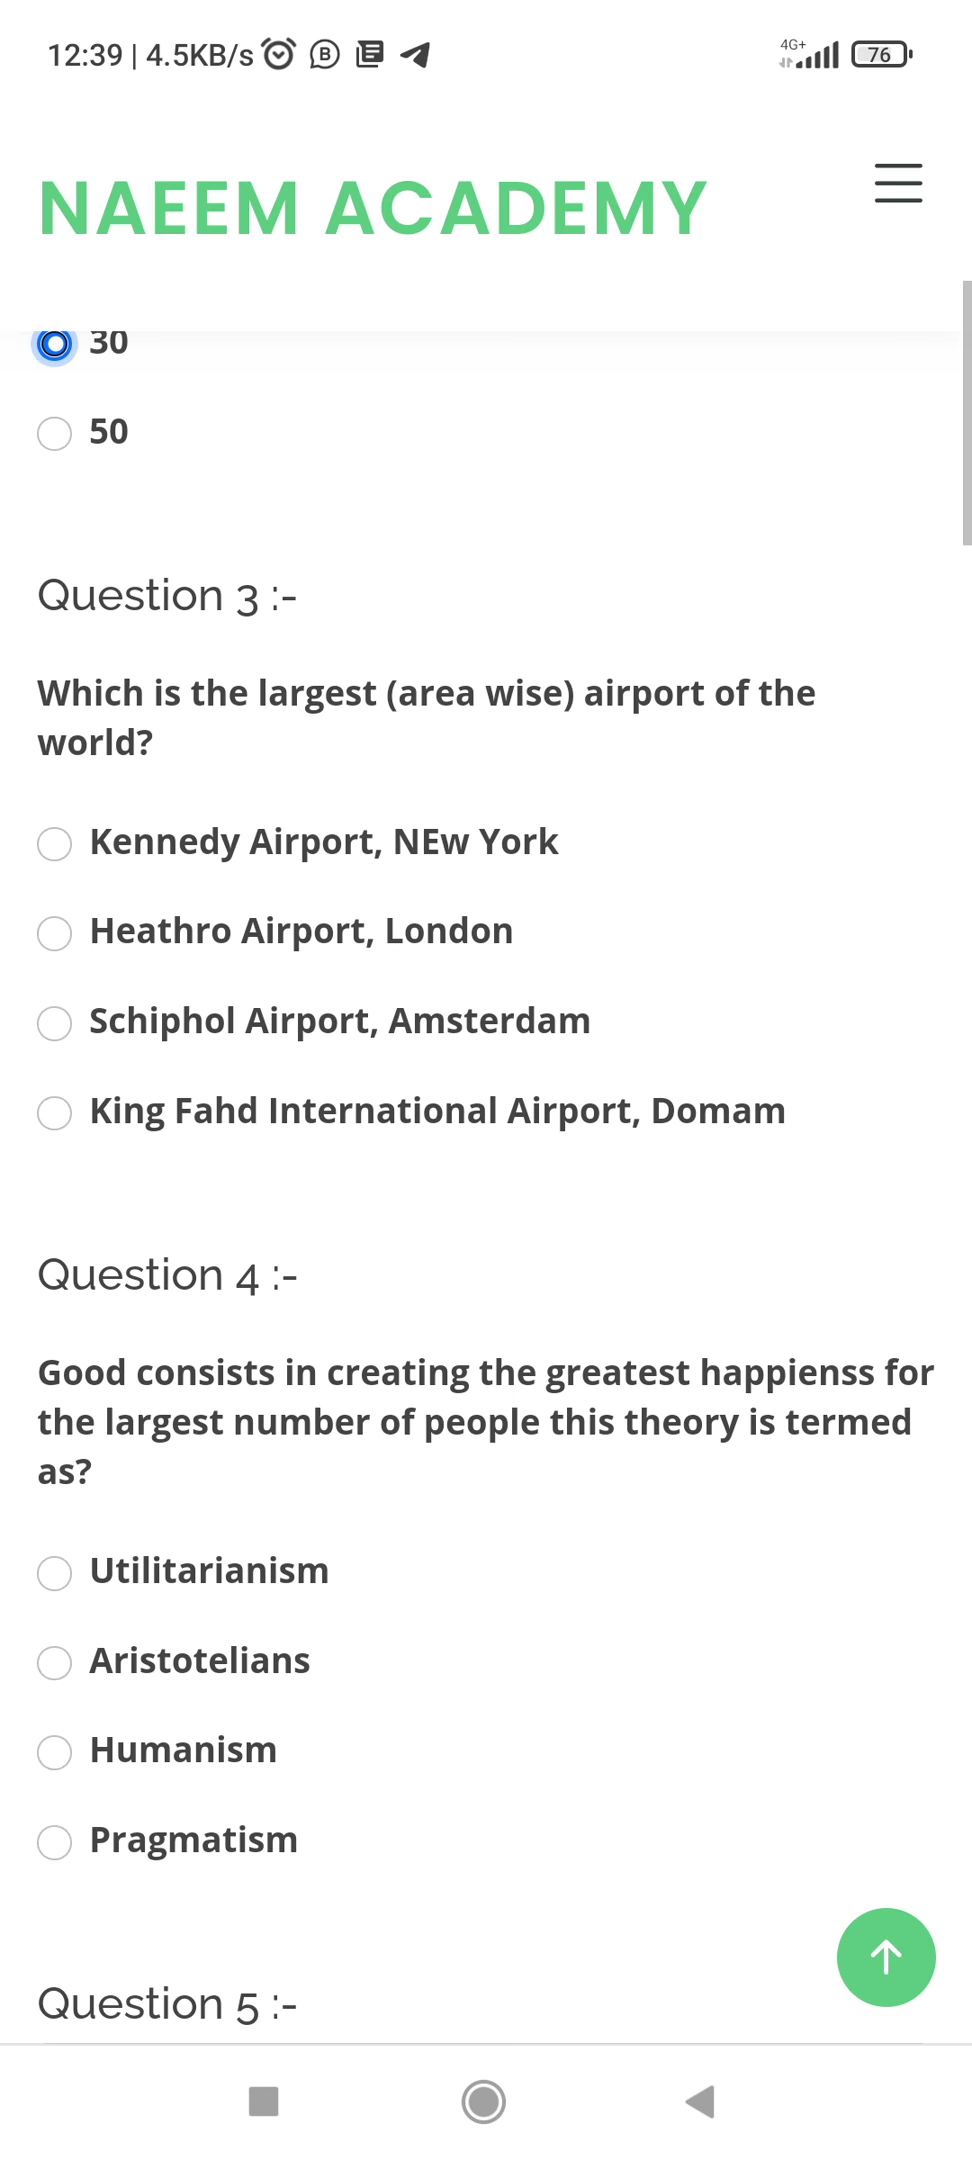 12:39 | 4.5KB/s B 4G+ 76
NAEEM ACADEMY
30
50
Question 3 :-
Which is the largest (area wise) airport of the
world?
Kennedy Airport, NEw York
Heathro Airport, London
Schiphol Airport, Amsterdam
King Fahd International Airport, Domam
Question 4 :-
Good consists in creating the greatest happienss for
the largest number of people this theory is termed
as?
Utilitarianism
Aristotelians
Humanism
Pragmatism
Question 5 :-